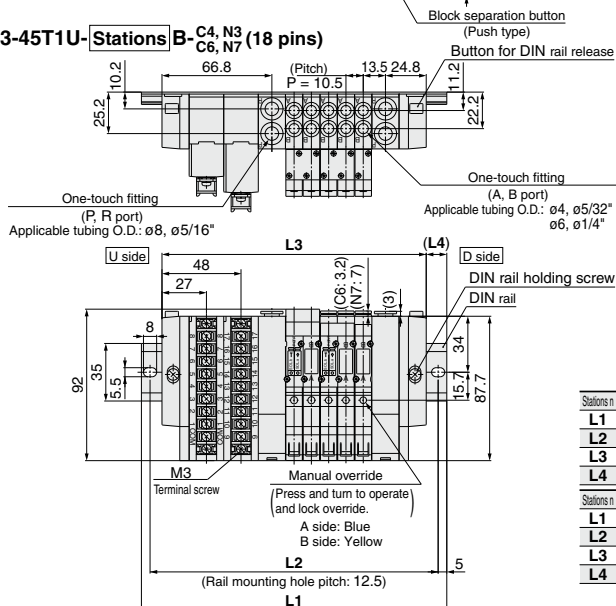 Block separation button
(Push type)
3-45T1U-Stations B-C4, N3 C6, N7 (18 pins)
Button for DIN rail release
66.8
(Pitch)
P = 10.5
13.5
24.8
10.2
25.2
11.2
22.2
One-touch fitting
(P, R port)
Applicable tubing O.D.: ø8, ø5/16"
One-touch fitting
(A, B port)
Applicable tubing O.D.: ø4, ø5/32"
ø6, ø1/4"
L3
(L4)
U side
D side
48
27
(C6: 3.2)
(N7: 7)
(3)
DIN rail holding screw
DIN rail
8
35
5.5
92
34
15.7
87.7
M3
Terminal screw
Manual override
(Press and turn to operate
and lock override.)
A side: Blue
B side: Yellow
L2
5
(Rail mounting hole pitch: 12.5)
L1
Stations n
L1
L2
L3
L4
Stations n
L1
L2
L3
L4